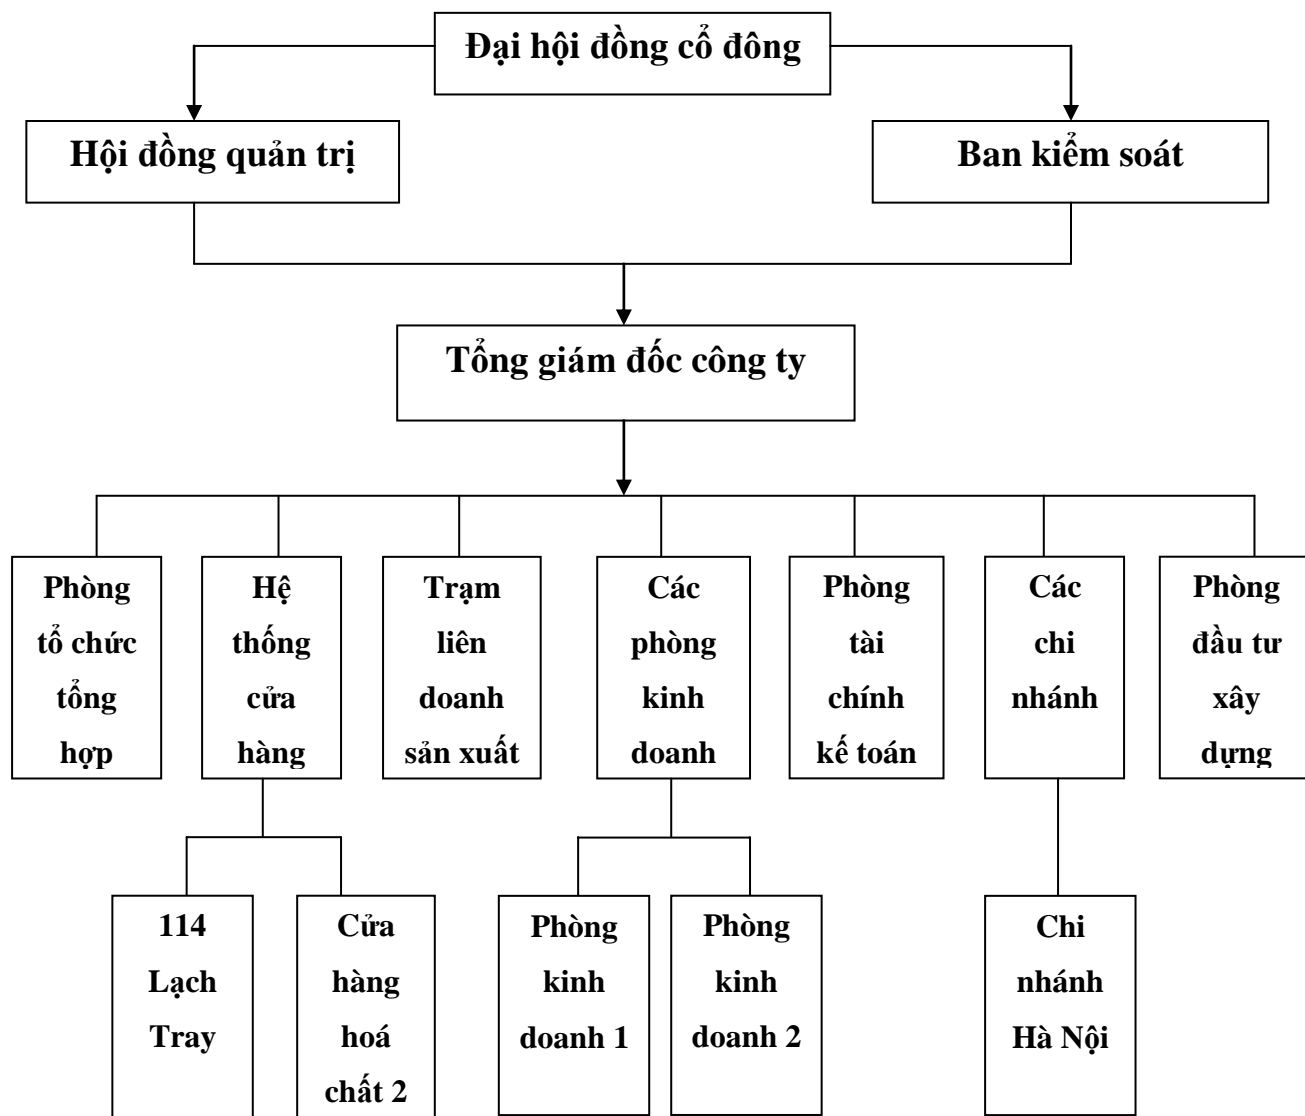 Đại hội đồng cổ đông
Hội đồng quản trị
Ban kiểm soát
Tổng giám đốc công ty
Phòng
tổ chức
tổng
hợp
Hệ
thống
cửa
hàng
Trạm
liên
doanh
sản xuất
Các
phòng
kinh
doanh
Phòng
tài
chính
kế toán
Các
chi
nhánh
Phòng
đầu tư
xây
dựng
114
Lạch
Tray
Cửa
hàng
hoá
chất 2
Phòng
kinh
doanh 1
Phòng
kinh
doanh 2
Chi
nhánh
Hà Nội